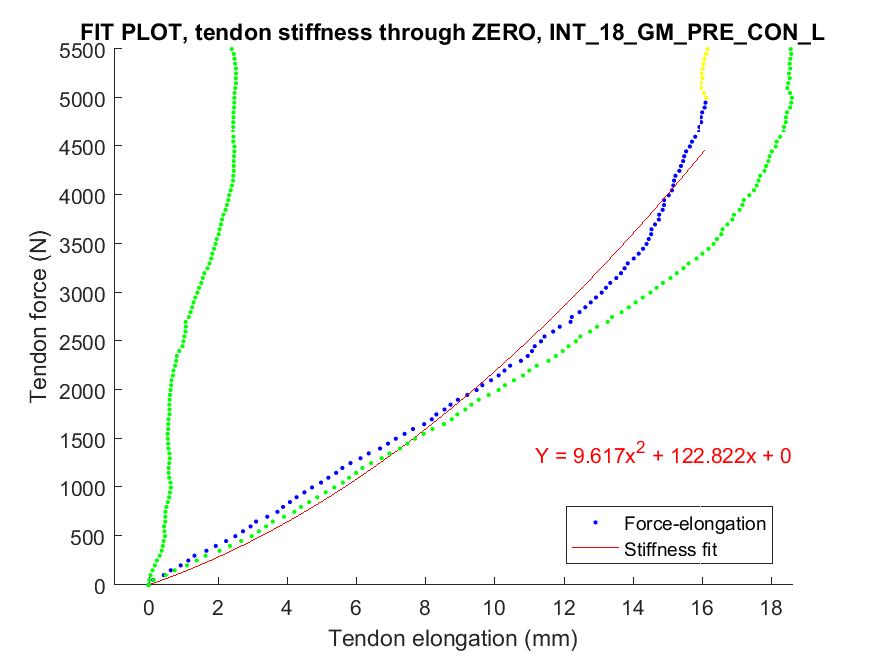 FIT PLOT, tendon stiffness through ZERO, INT_18_GM_PRE_CON_L
5500
5000
4500
4000
3500
3000
2500
2000
1500
1000
500
0
Tendon force (N)
Y = 9.617x² + 122.822x + 0
Force-elongation
Stiffness fit
0 2 4 6 8 10 12 14 16 18
Tendon elongation (mm)